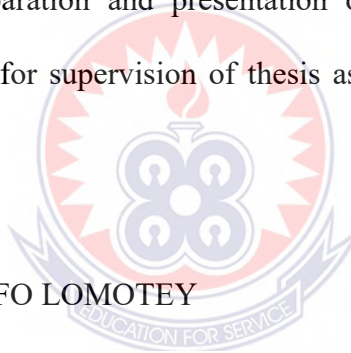 paration and presentation
for supervision of thesis as
FO LOMOTEY
EDUCATION FOR SERVICE